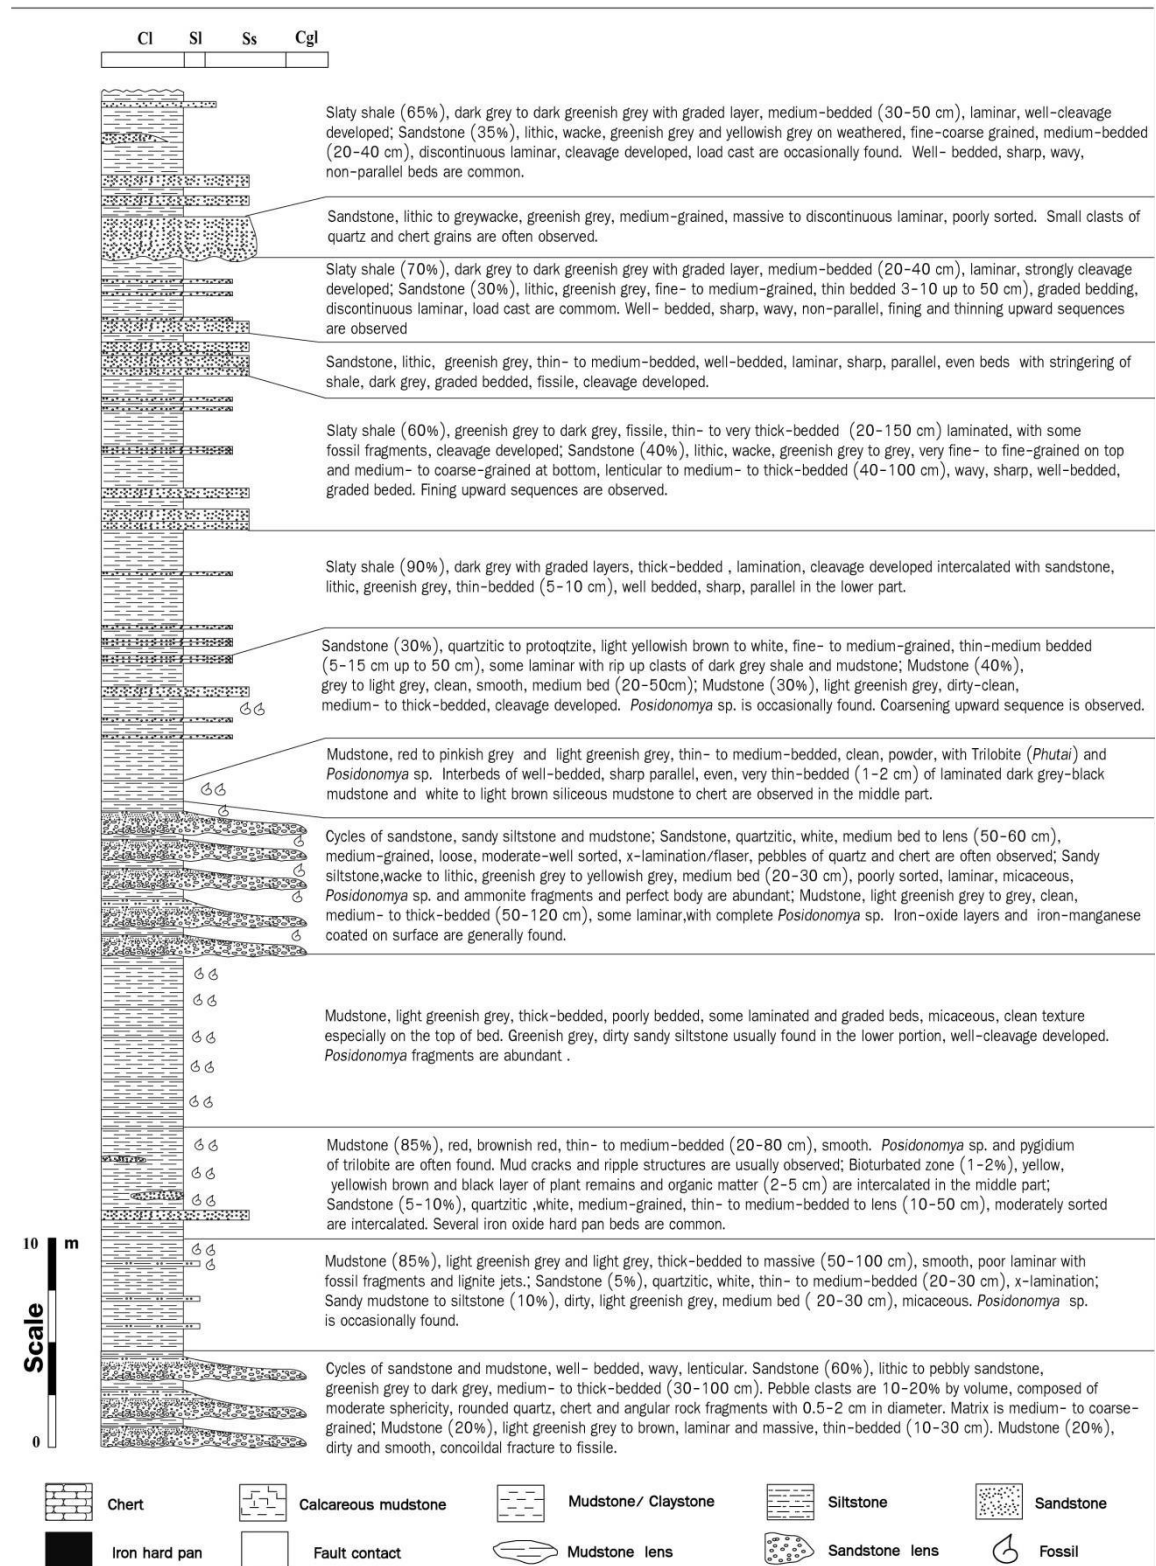 Cl Sl Ss Cgl
Slaty shale (65%), dark grey to dark greenish grey with graded layer, medium-bedded (30-50 cm), laminar, well-cleavage
developed; Sandstone (35%), lithic, wacke, greenish grey and yellowish grey on weathered, fine-coarse grained, medium-bedded
(20-40 cm), discontinuous laminar, cleavage developed, load cast are occasionally found. Well- bedded, sharp, wavy,
non-parallel beds are common.
Sandstone, lithic to greywacke, greenish grey, medium-grained, massive to discontinuous laminar, poorly sorted. Small clasts of
quartz and chert grains are often observed.
Slaty shale (70%), dark grey to dark greenish grey with graded layer, medium-bedded (20-40 cm), laminar, strongly cleavage
developed; Sandstone (30%), lithic, greenish grey, fine- to medium-grained, thin bedded 3-10 up to 50 cm), graded bedding,
discontinuous laminar, load cast are commom. Well- bedded, sharp, wavy, non-parallel, fining and thinning upward sequences
are observed
Sandstone, lithic, greenish grey, thin- to medium-bedded, well-bedded, laminar, sharp, parallel, even beds with stringering of
shale, dark grey, graded bedded, fissile, cleavage developed.
Slaty shale (60%), greenish grey to dark grey, fissile, thin- to very thick-bedded (20-150 cm) laminated, with some
fossil fragments, cleavage developed; Sandstone (40%), lithic, wacke, greenish grey to grey, very fine- to fine-grained on top
and medium- to coarse-grained at bottom, lenticular to medium- to thick-bedded (40-100 cm), wavy, sharp, well-bedded,
graded beded. Fining upward sequences are observed.
Slaty shale (90%), dark grey with graded layers, thick-bedded , lamination, cleavage developed intercalated with sandstone,
lithic, greenish grey, thin-bedded (5-10 cm), well bedded, sharp, parallel in the lower part.
Sandstone (30%), quartzitic to protoqtzite, light yellowish brown to white, fine- to medium-grained, thin-medium bedded
(5-15 cm up to 50 cm), some laminar with rip up clasts of dark grey shale and mudstone; Mudstone (40%),
grey to light grey, clean, smooth, medium bed (20-50cm); Mudstone (30%), light greenish grey, dirty-clean,
medium- to thick-bedded, cleavage developed. Posidonomya sp. is occasionally found. Coarsening upward sequence is observed.
Mudstone, red to pinkish grey and light greenish grey, thin- to medium-bedded, clean, powder, with Trilobite (Phutai) and
Posidonomya sp. Interbeds of well-bedded, sharp parallel, even, very thin-bedded (1-2 cm) of laminated dark grey-black
mudstone and white to light brown siliceous mudstone to chert are observed in the middle part.
Cycles of sandstone, sandy siltstone and mudstone; Sandstone, quartzitic, white, medium bed to lens (50-60 cm),
medium-grained, loose, moderate-well sorted, x-lamination/flaser, pebbles of quartz and chert are often observed; Sandy
siltstone,wacke to lithic, greenish grey to yellowish grey, medium bed (20-30 cm), poorly sorted, laminar, micaceous,
Posidonomya sp. and ammonite fragments and perfect body are abundant; Mudstone, light greenish grey to grey, clean,
medium- to thick-bedded (50-120 cm), some laminar,with complete Posidonomya sp. Iron-oxide layers and iron-manganese
coated on surface are generally found.
Mudstone, light greenish grey, thick-bedded, poorly bedded, some laminated and graded beds, micaceous, clean texture
especially on the top of bed. Greenish grey, dirty sandy siltstone usually found in the lower portion, well-cleavage developed.
Posidonomya fragments are abundant .
Mudstone (85%), red, brownish red, thin- to medium-bedded (20-80 cm), smooth. Posidonomya sp. and pygidium
of trilobite are often found. Mud cracks and ripple structures are usually observed; Bioturbated zone (1-2%), yellow,
yellowish brown and black layer of plant remains and organic matter (2-5 cm) are intercalated in the middle part;
Sandstone (5-10%), quartzitic ,white, medium-grained, thin- to medium-bedded to lens (10-50 cm), moderately sorted
are intercalated. Several iron oxide hard pan beds are common.
10 m
Mudstone (85%), light greenish grey and light grey, thick-bedded to massive (50-100 cm), smooth, poor laminar with
fossil fragments and lignite jets.; Sandstone (5%), quartzitic, white, thin- to medium-bedded (20-30 cm), x-lamination;
Sandy mudstone to siltstone (10%), dirty, light greenish grey, medium bed ( 20-30 cm), micaceous. Posidonomya sp.
is occasionally found.
Scale
Cycles of sandstone and mudstone, well- bedded, wavy, lenticular. Sandstone (60%), lithic to pebbly sandstone,
greenish grey to dark grey, medium- to thick-bedded (30-100 cm). Pebble clasts are 10-20% by volume, composed of
moderate sphericity, rounded quartz, chert and angular rock fragments with 0.5-2 cm in diameter. Matrix is medium- to coarse-
grained; Mudstone (20%), light greenish grey to brown, laminar and massive, thin-bedded (10-30 cm). Mudstone (20%),
dirty and smooth, concoildal fracture to fissile.
0
Chert Calcareous mudstone Mudstone/ Claystone Siltstone Sandstone
Iron hard pan Fault contact Mudstone lens Sandstone lens Fossil